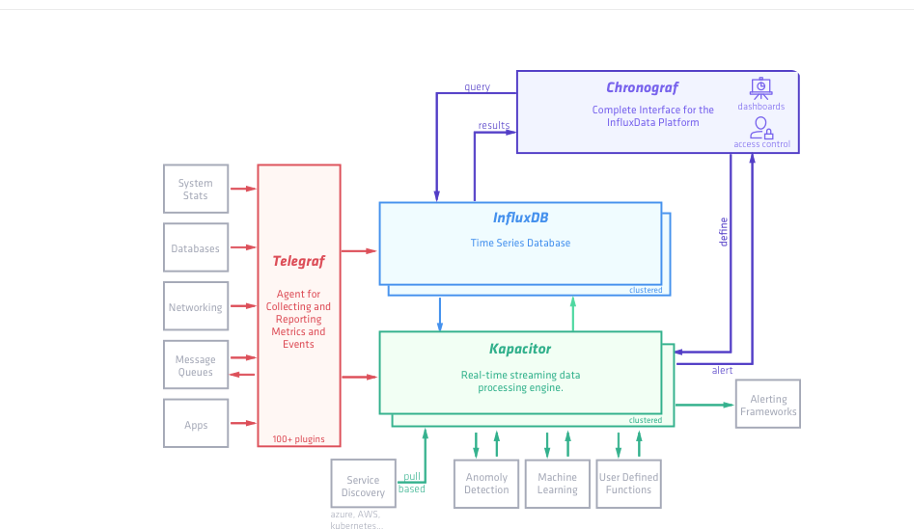 query
Chronograf
Complete Interface for the
InfluxData Platform
dashboards
results
access control
System
Stats
Databases
Networking
Message
Queues
Apps
Telegraf
Agent for
Collecting and
Reporting
Metrics and
Events
100+ plugins
InfluxDB
Time Series Database
clustered
define
Kapacitor
Real-time streaming data
processing engine.
clustered
alert
Alerting
Frameworks
Service
Discovery
pull
based
azure, AWS,
kubernetes...
Anomoly
Detection
Machine
Learning
User Defined
Functions